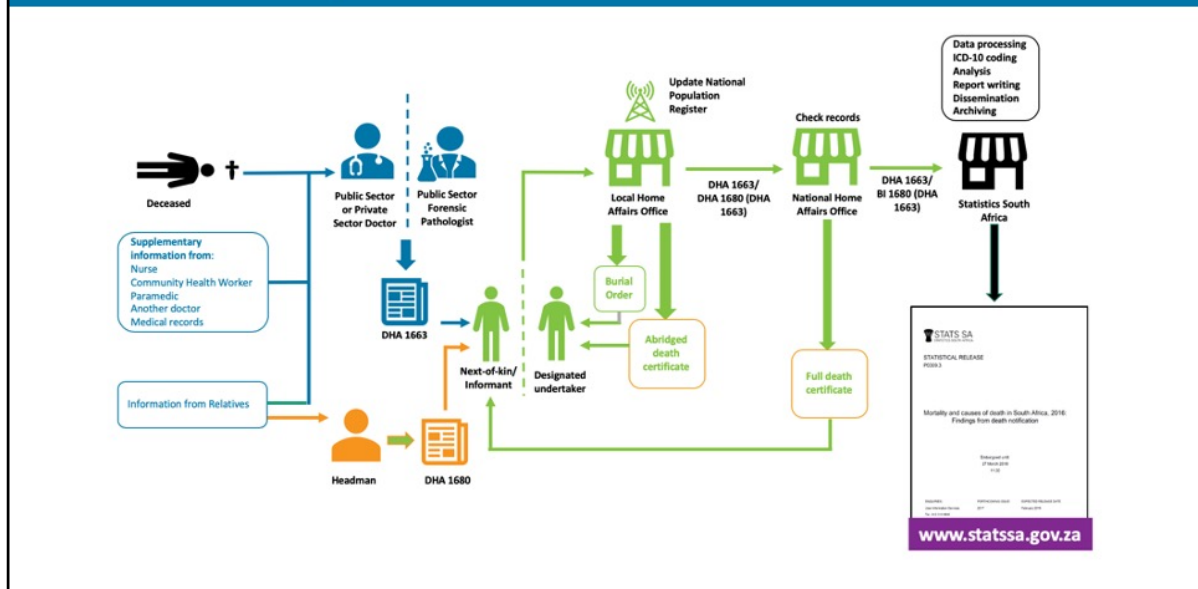 Data processing
ICD-10 coding
Analysis
Report writing
Dissemination
Archiving
Update National
Population
Register
Check records
Deceased
Public Sector
or Private
Sector Doctor
Public Sector
Forensic
Pathologist
Local Home
Affairs Office
DHA 1663/
DHA 1680 (DHA
1663)
National Home
Affairs Office
DHA 1663/
BI 1680 (DHA
1663)
Statistics South
Africa
Supplementary
information from:
Nurse
Community Health Worker
Paramedic
Another doctor
Medical records
DHA 1663
Burial
Order
Next-of-kin/
Informant
Designated
undertaker
Abridged
death
certificate
Full death
certificate
Information from Relatives
Headman
DHA 1680
STATS SA
STATISTICAL RELEASE
P0309.3
Mortality and causes of death in South Africa, 2016:
Findings from death notification
www.statssa.gov.za